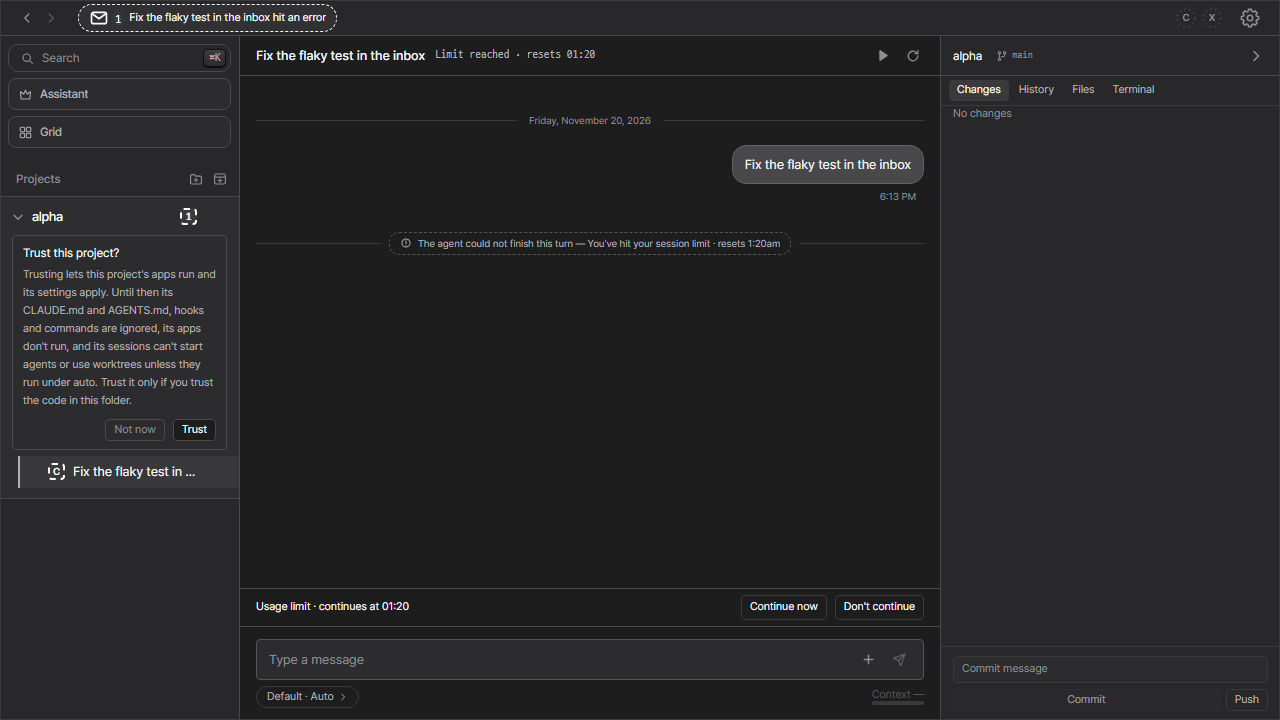 1 Fix the flaky test in the inbox hit an error
C X
Search ⌘K
Assistant
Grid
Projects
alpha 1
Trust this project?
Trusting lets this project's apps run and
its settings apply. Until then its
CLAUDE.md and AGENTS.md, hooks
and commands are ignored, its apps
don't run, and its sessions can't start
agents or use worktrees unless they
run under auto. Trust it only if you trust
the code in this folder.
Not now Trust
C Fix the flaky test in ...
Fix the flaky test in the inbox Limit reached · resets 01:20
Friday, November 20, 2026
Fix the flaky test in the inbox
6:13 PM
The agent could not finish this turn — You've hit your session limit · resets 1:20am
Usage limit · continues at 01:20 Continue now Don't continue
Type a message
Default · Auto
Context —
alpha main
Changes History Files Terminal
No changes
Commit message
Commit Push